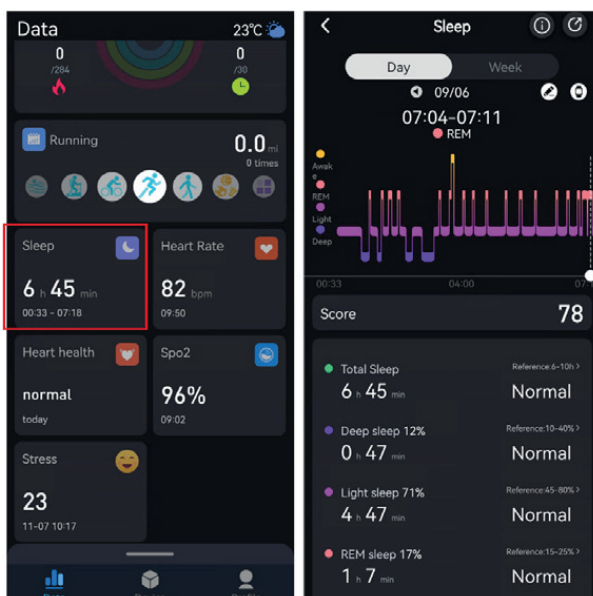 Data
23°C
0
/284
0
/30
Running
0.0 mi
0 times
Sleep
6 h 45 min
00:33 - 07:18
Heart Rate
82 bpm
09:50
Heart health
normal
today
Spo2
96%
09:02
Stress
23
11-07 10:17
Sleep
Day
Week
09/06
07:04-07:11
REM
Awak
e
REM
Light
Deep
00:33
04:00
07:
Score
78
Total Sleep
Reference:6-10h >
6 h 45 min
Normal
Deep sleep 12%
Reference:10-40% >
0 h 47 min
Normal
Light sleep 71%
Reference:45-80% >
4 h 47 min
Normal
REM sleep 17%
Reference:15-25% >
1 h 7 min
Normal